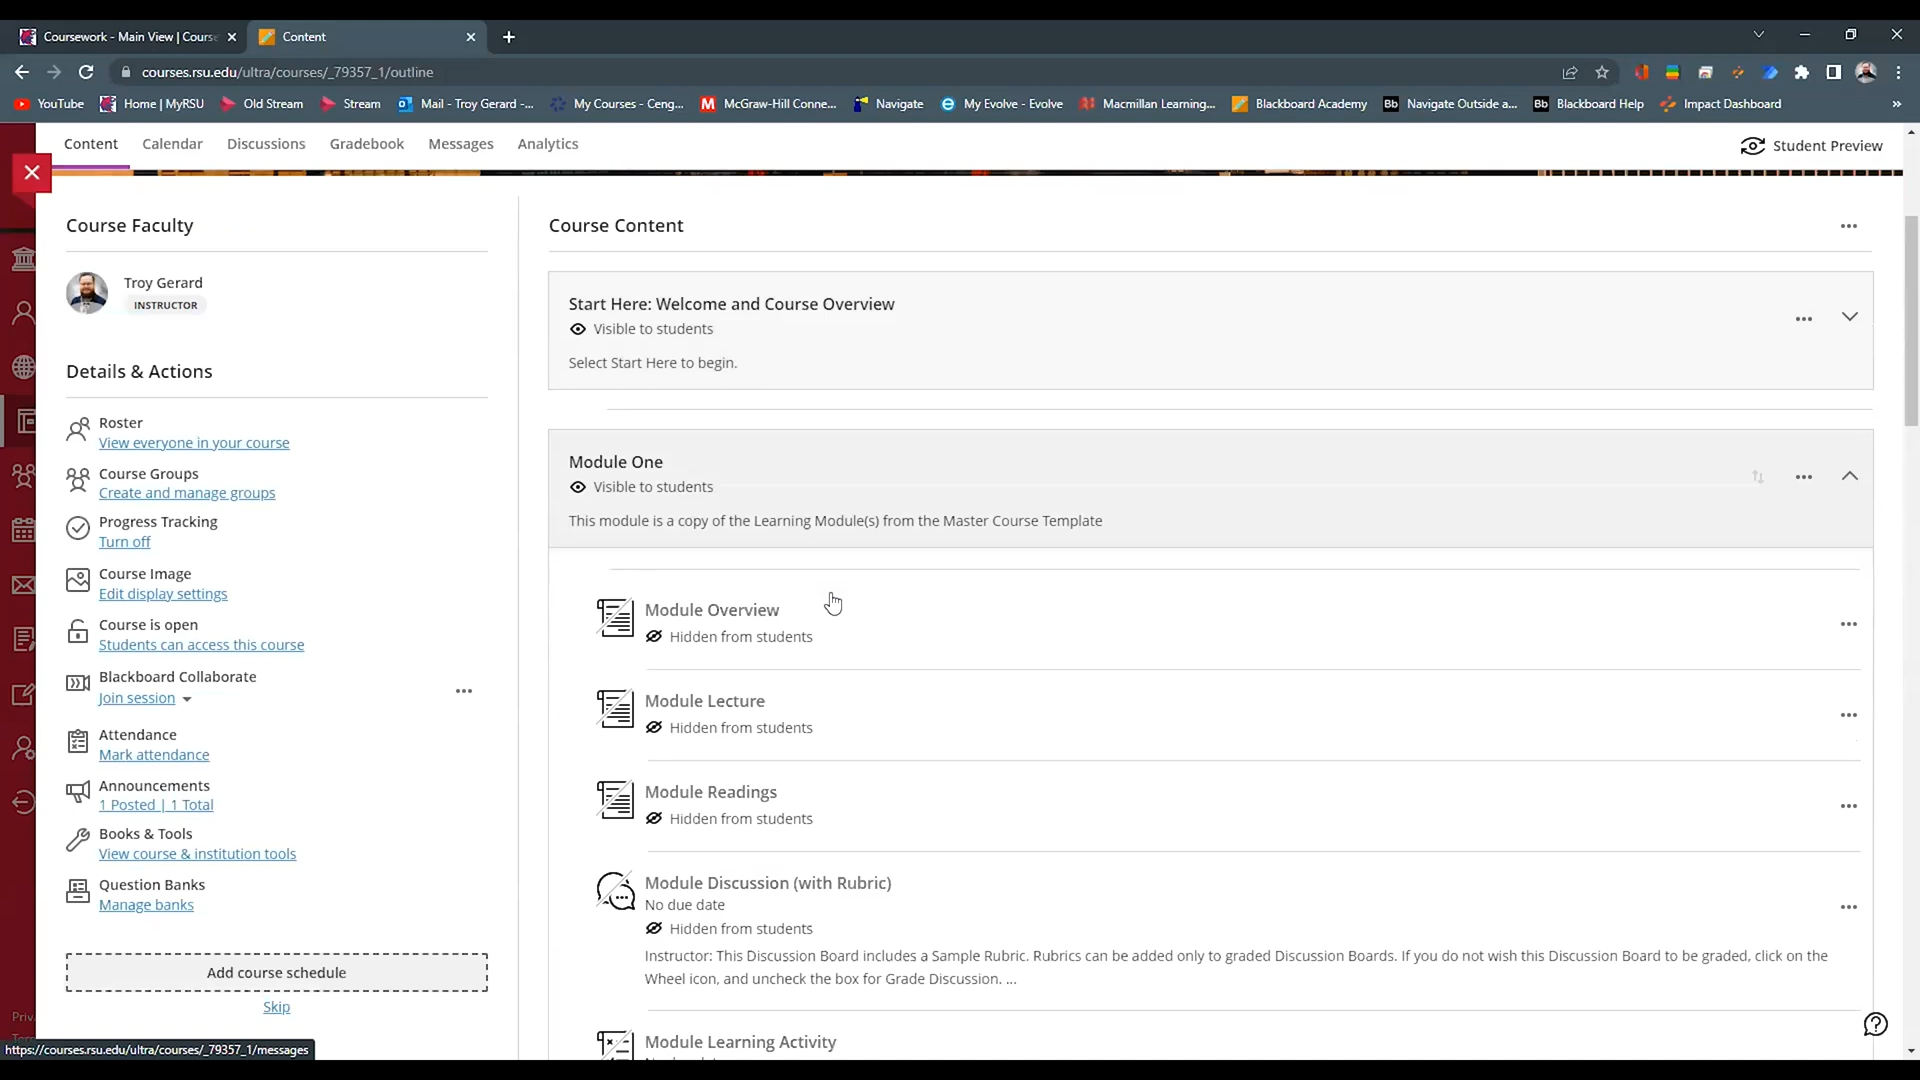 Coursework - Main View | Course
Content
courses.rsu.edu/ultra/courses/_79357_1/outline
YouTube
Home | MyRSU
Old Stream
Stream
Mail - Troy Gerard -...
My Courses - Ceng...
McGraw-Hill Conne...
Navigate
My Evolve - Evolve
Macmillan Learning...
Blackboard Academy
Bb Navigate Outside a...
Bb Blackboard Help
Impact Dashboard
»
Content
Calendar
Discussions
Gradebook
Messages
Analytics
Student Preview
Course Faculty
Troy Gerard
INSTRUCTOR
Details & Actions
Roster
View everyone in your course
Course Groups
Create and manage groups
Progress Tracking
Turn off
Course Image
Edit display settings
Course is open
Students can access this course
Blackboard Collaborate
Join session
Attendance
Mark attendance
Announcements
1 Posted | 1 Total
Books & Tools
View course & institution tools
Question Banks
Manage banks
Add course schedule
Skip
Course Content
Start Here: Welcome and Course Overview
Visible to students
Select Start Here to begin.
Module One
Visible to students
This module is a copy of the Learning Module(s) from the Master Course Template
Module Overview
Hidden from students
Module Lecture
Hidden from students
Module Readings
Hidden from students
Module Discussion (with Rubric)
No due date
Hidden from students
Instructor: This Discussion Board includes a Sample Rubric. Rubrics can be added only to graded Discussion Boards. If you do not wish this Discussion Board to be graded, click on the
Wheel icon, and uncheck the box for Grade Discussion. ...
Module Learning Activity
Priv
https://courses.rsu.edu/ultra/courses/_79357_1/messages